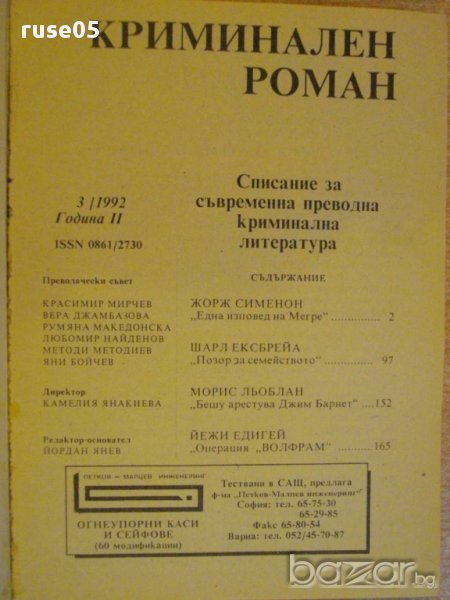 ruse05
КРИМИНАЛЕН
РОМАН
3 /1992
Година II
ISSN 0861/2730
Списание за
съвременна преводна
криминална
литература
Преводачески съвет
КРАСИМИР МИРЧЕВ
ВЕРА ДЖАМБАЗОВА
РУМЯНА МАКЕДОНСКА
ЛЮБОМИР НАЙДЕНОВ
МЕТОДИ МЕТОДИЕВ
ЯНИ БОЙЧЕВ
Директор
КАМЕЛИЯ ЯНАКИЕВА
Редактор-основател
ЙОРДАН ЯНЕВ
СЪДЪРЖАНИЕ
ЖОРЖ СИМЕНОН
„Една изповед на Мегре“ .............. 2
ШАРЛ ЕКСБРЕЙА
„Позор за семейството“ .............. 97
МОРИС ЛЬОБЛАН
„Бешу арестува Джим Барнет“ ....152
ЙЕЖИ ЕДИГЕЙ
„Операция „ВОЛФРАМ“ .......... 165
ПЕТКОВ – МАЛЦЕВ ИНЖЕНЕРИНГ
ОГНЕУПОРНИ КАСИ
И СЕЙФОВЕ
(60 модификации)
Тествани в САЩ, предлага
ф-ма „Петков-Малцев инженеринг“
София: тел. 65-75-30
65-29-85
Факс 65-80-54
Варна: тел. 052/45-70-87
bazar.bg